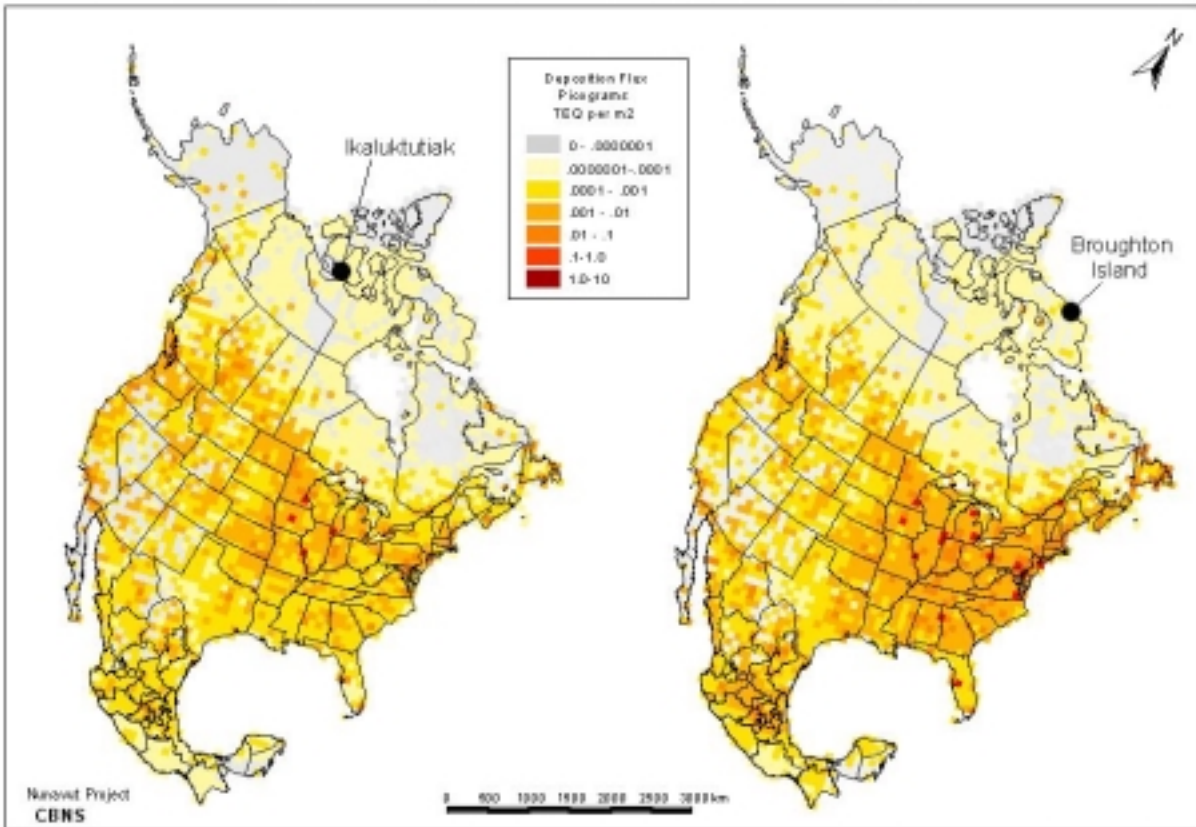 N
Deposition Flux
Picograms
TEQ per m2
0 - .0000001
.0000001-.0001
.0001 - .001
.001 - .01
.01 - .1
.1-1.0
1.0-10
Ikaluktutiak
Broughton
Island
Nunavut Project
CBNS
0 500 1000 1500 2000 2500 3000 km